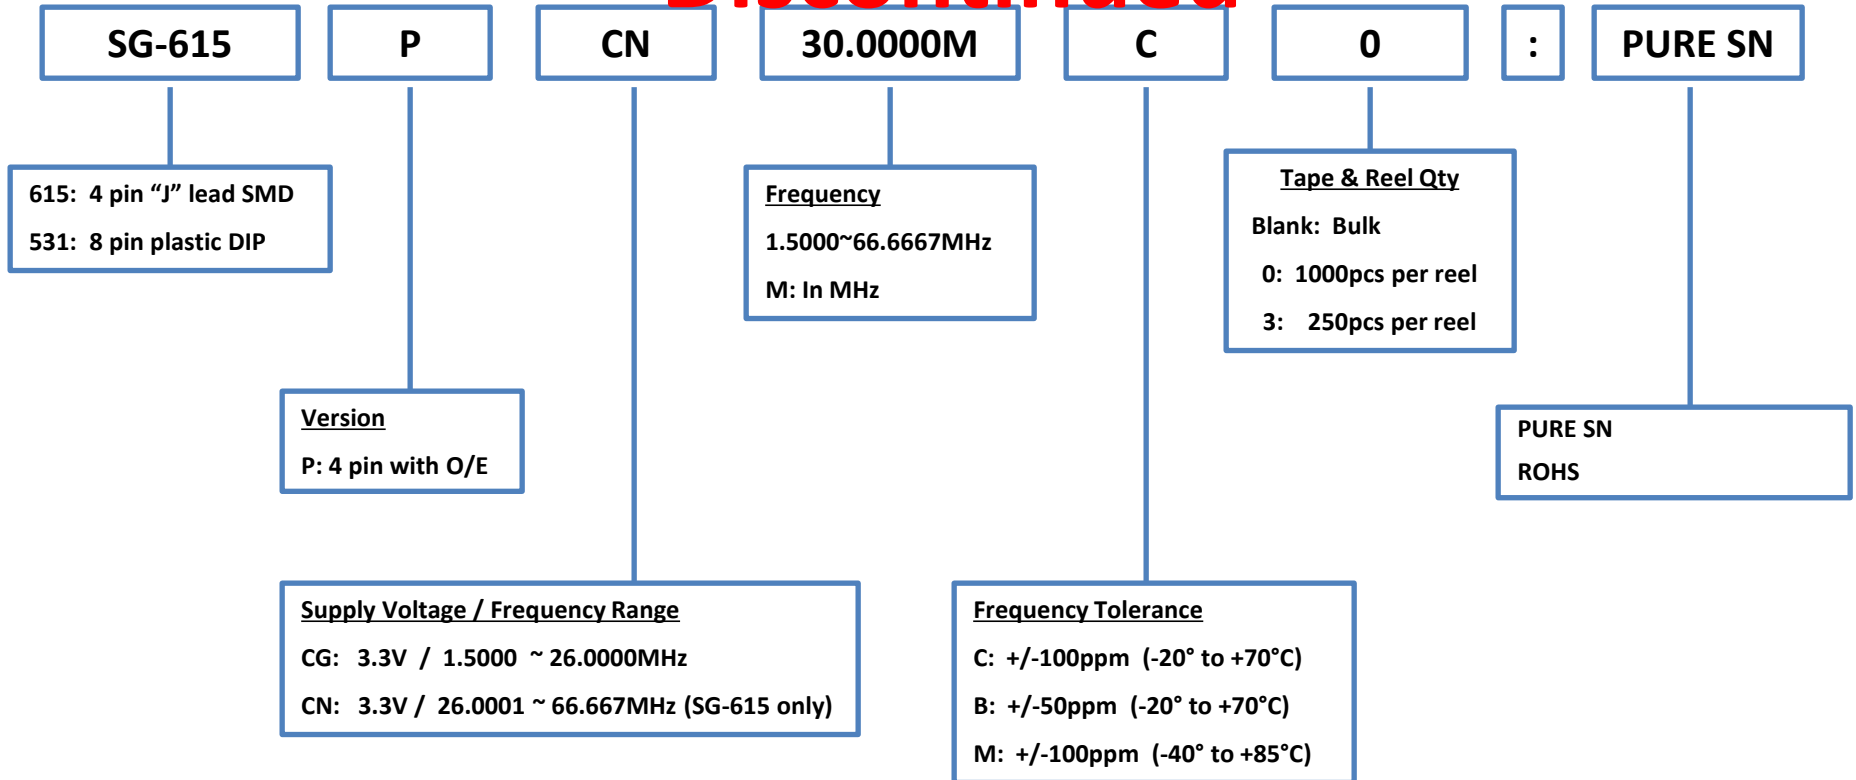 Discontinued
SG-615 P CN 30.0000M C 0 : PURE SN
615: 4 pin “J” lead SMD
531: 8 pin plastic DIP
Frequency
1.5000~66.6667MHz
M: In MHz
Tape & Reel Qty
Blank: Bulk
0: 1000pcs per reel
3: 250pcs per reel
Version
P: 4 pin with O/E
PURE SN
ROHS
Supply Voltage / Frequency Range
CG: 3.3V / 1.5000 ~ 26.0000MHz
CN: 3.3V / 26.0001 ~ 66.667MHz (SG-615 only)
Frequency Tolerance
C: +/-100ppm (-20° to +70°C)
B: +/-50ppm (-20° to +70°C)
M: +/-100ppm (-40° to +85°C)